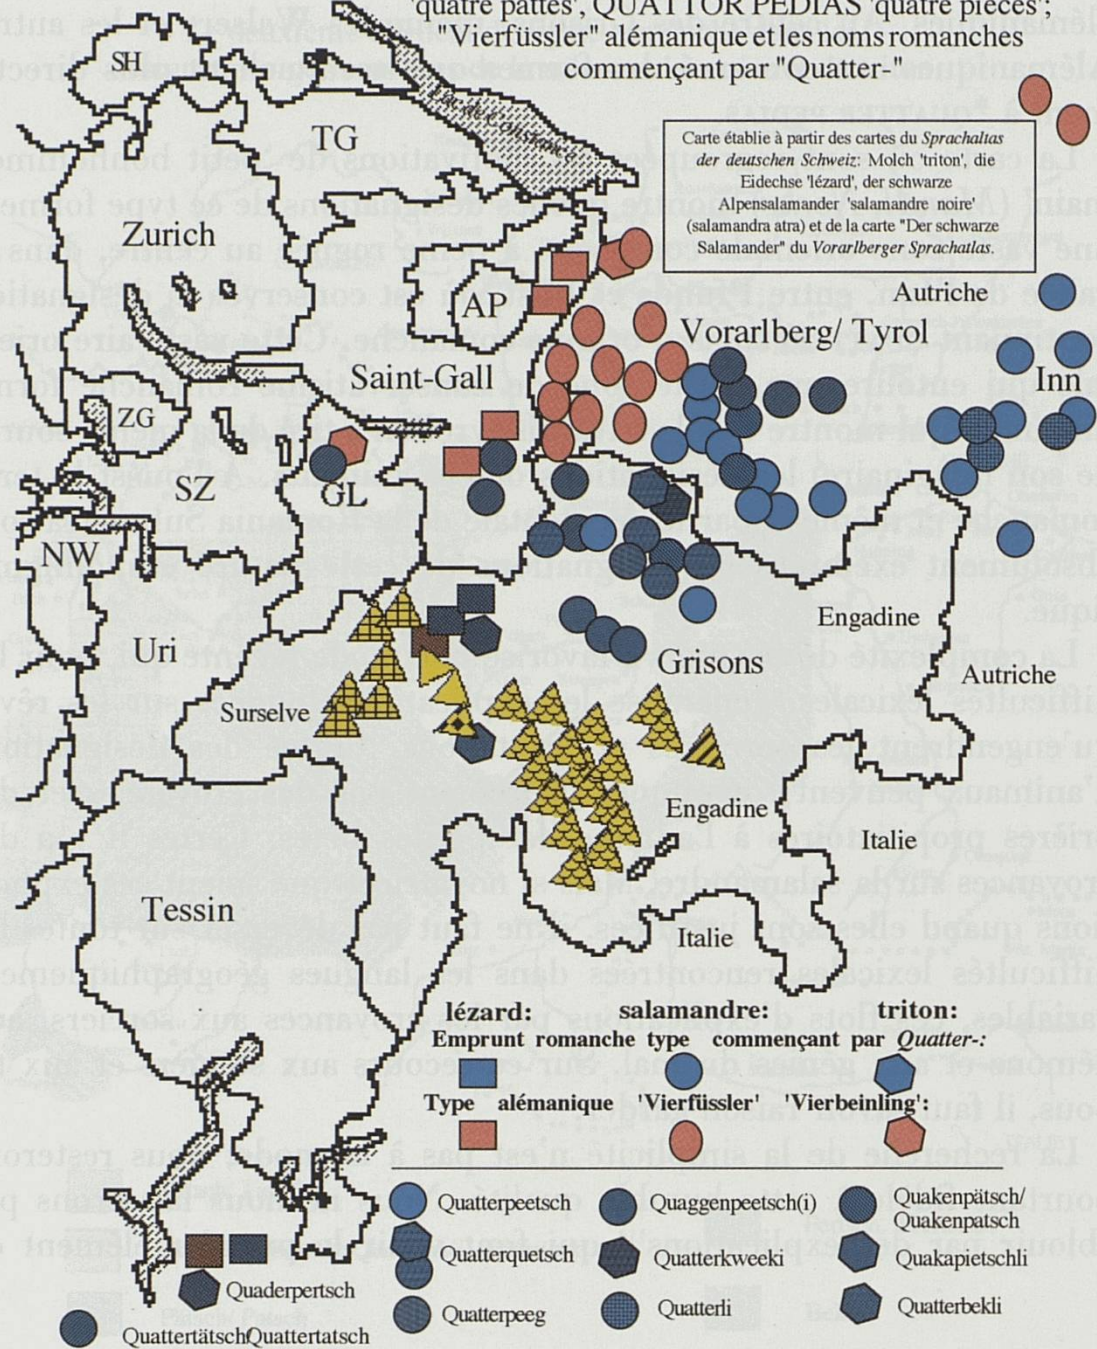 'quatre pattes', QUATTOR PEDIAS 'quatre pièces';
"Vierfüssler" alémanique et les noms romanches
commençant par "Quatter-."
Carte établie à partir des cartes du Sprachaltas
der deutschen Schweiz: Molch 'triton', die
Eidechse 'lézard', der schwarze
Alpensalamander 'salamandre noire'
(salamandra atra) et de la carte "Der schwarze
Salamander" du Vorarlberger Sprachatlas.
SH
TG
Zurich
AP
Autriche
Vorarlberg/ Tyrol
Saint-Gall
Inn
ZG
SZ
GL
NW
Uri
Engadine
Grisons
Autriche
Surselve
Engadine
Italie
Tessin
Italie
lézard: salamandre: triton:
Emprunt romanche type commençant par Quatter-:
Type alémanique 'Vierfüssler' 'Vierbeinling':
Quatterpeetsch
Quaggenpeetsch(i)
Quakenpätsch/
Quakenpatsch
Quatterquetsch
Quatterkweeki
Quakapietschli
Quaderpertsch
Quatterpeeg
Quatterli
Quatterbekli
Quattertätsch/Quattertatsch